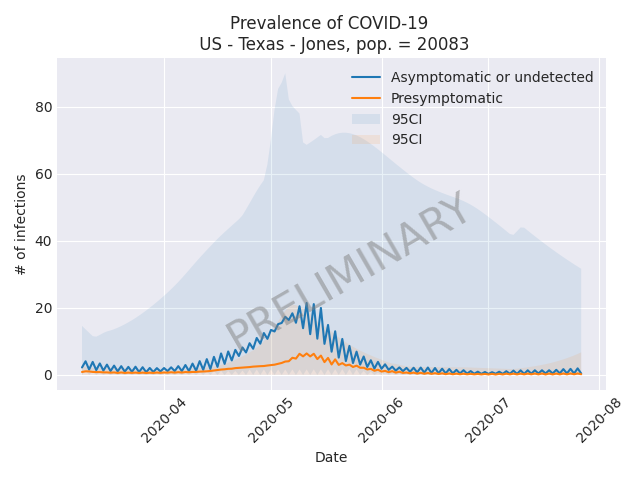 Prevalence of COVID-19
US - Texas - Jones, pop. = 20083
Asymptomatic or undetected
Presymptomatic
95CI
95CI
80
60
40
20
0
# of infections
PRELIMINARY
2020-04
2020-05
2020-06
2020-07
2020-08
Date